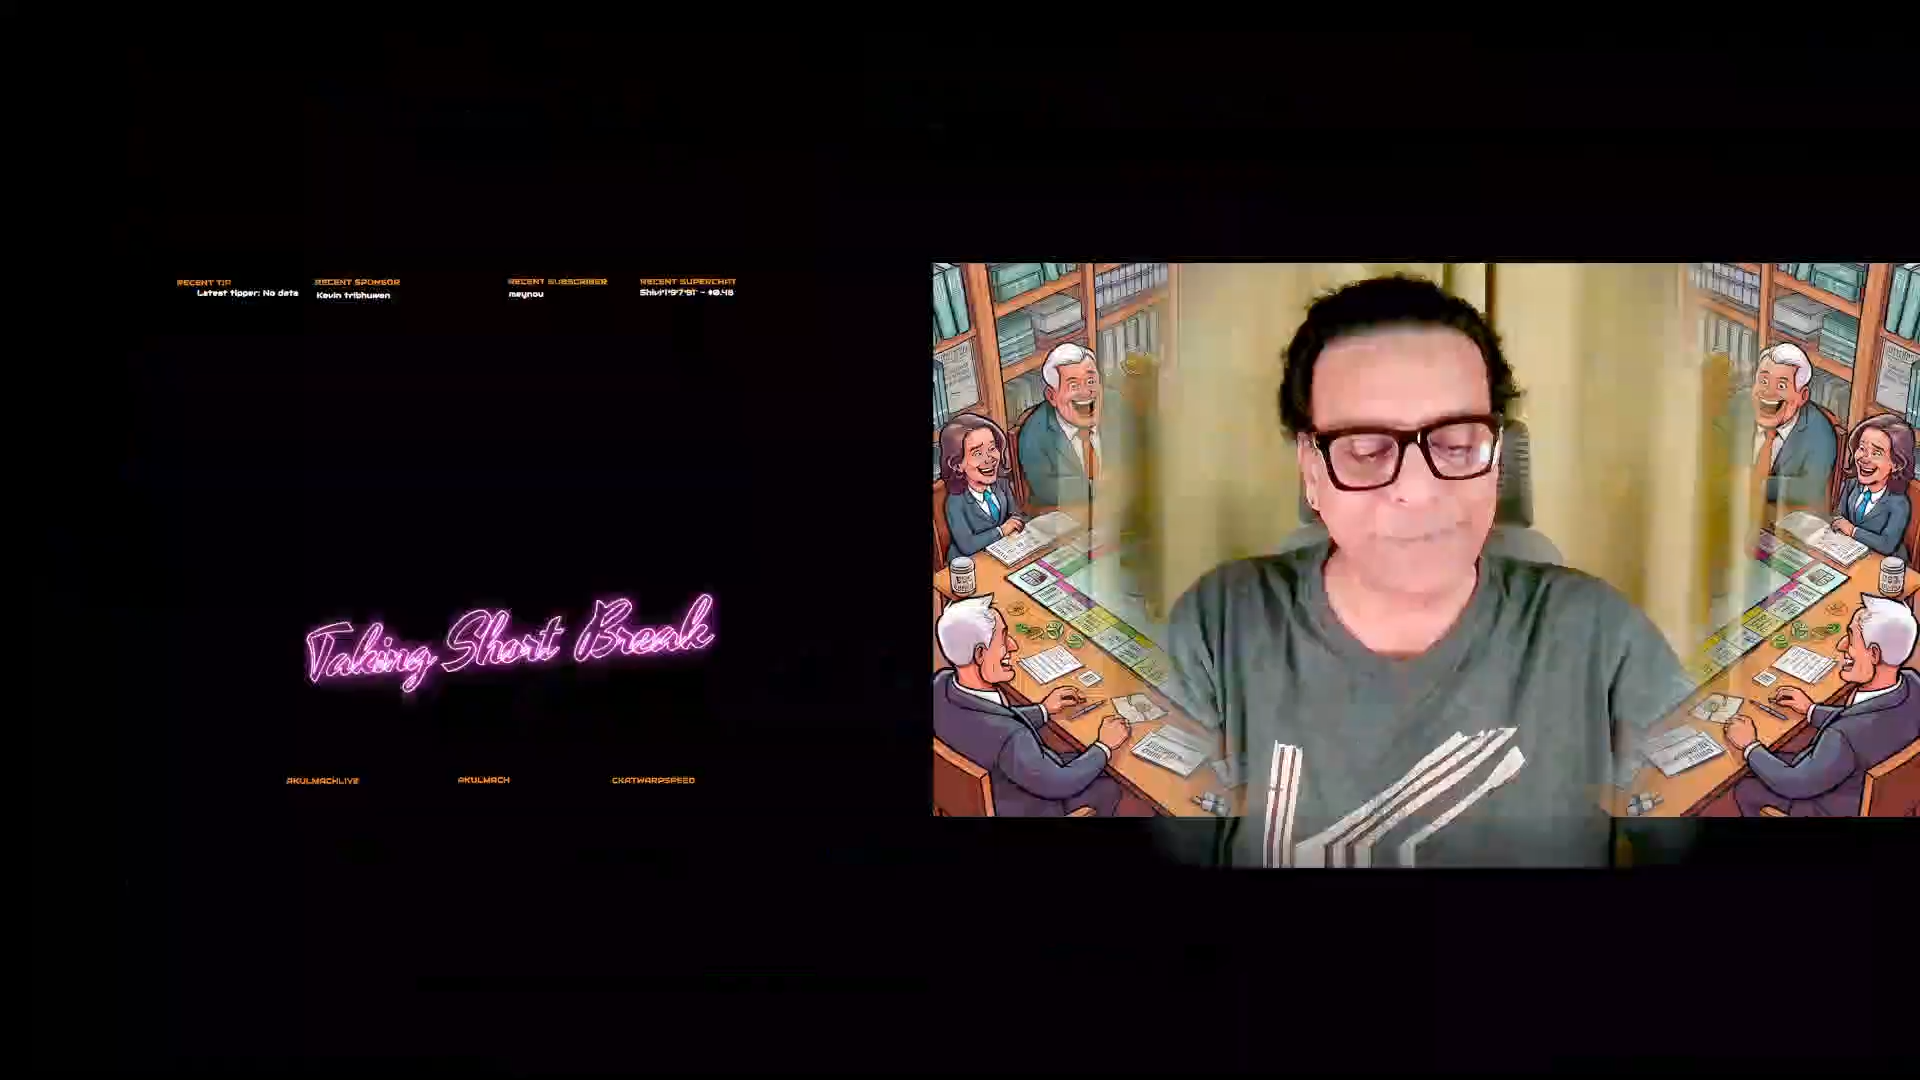 RECENT TIP
Latest tipper: No data
RECENT SPONSOR
Kevin tribhuwan
RECENT SUBSCRIBER
meynou
RECENT SUPERCHAT
Taking Short Break
AKULMACHLIVE
AKULMACH
CKATWARPSPEED